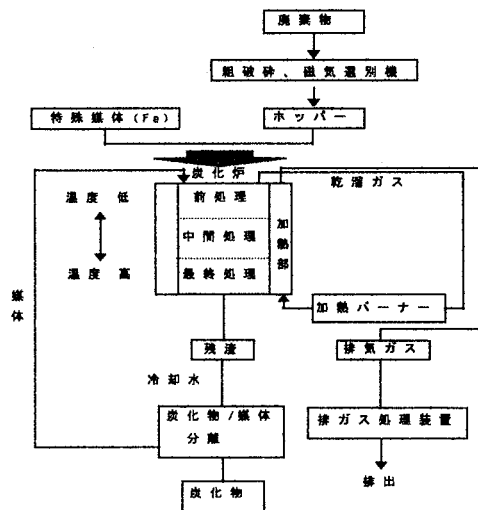 廃棄物
粗破砕、磁気選別機
特殊媒体(Fe)
ホッパー
炭化炉
乾溜ガス
温度 低
前処理
中間処理
加熱部
温度 高
最終処理
媒体
加熱バーナー
残渣
排気ガス
冷却水
炭化物/媒体
分離
排ガス処理装置
炭化物
排出